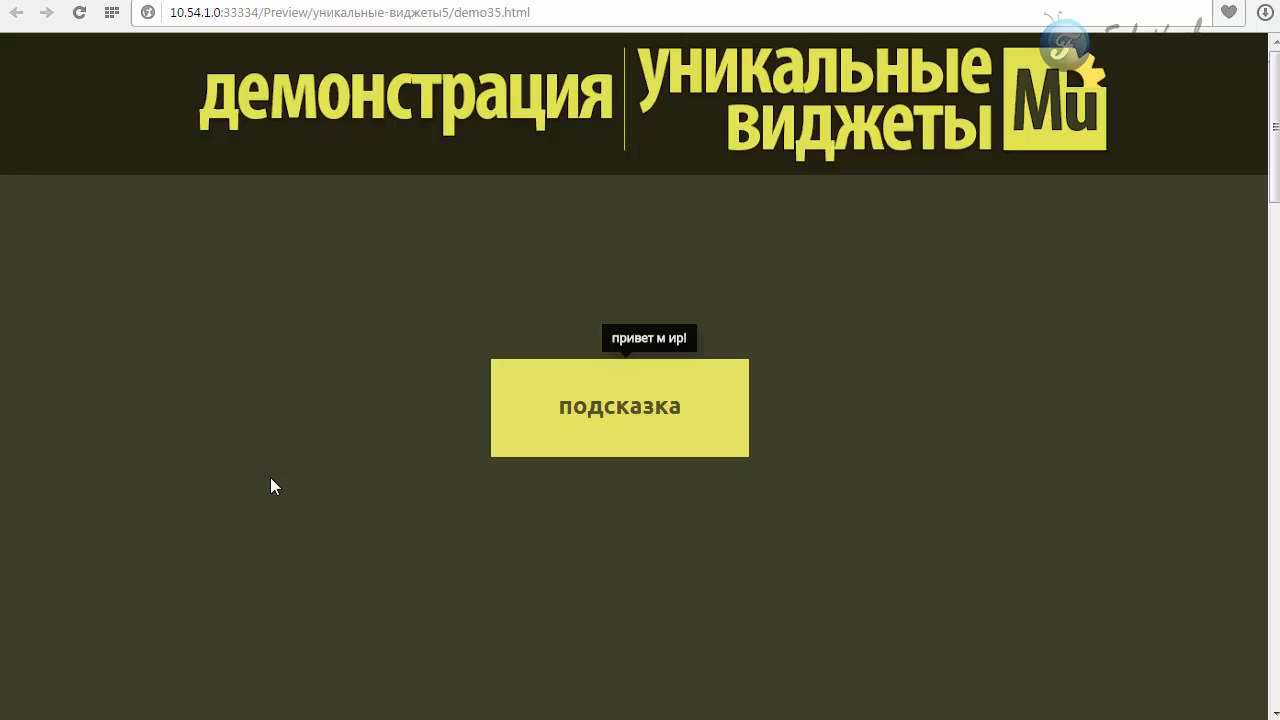 10.54.1.0:33334/Preview/уникальные-виджеты5/demo35.html
демонстрация
уникальные
виджеты
Mu
привет м ир!
подсказка